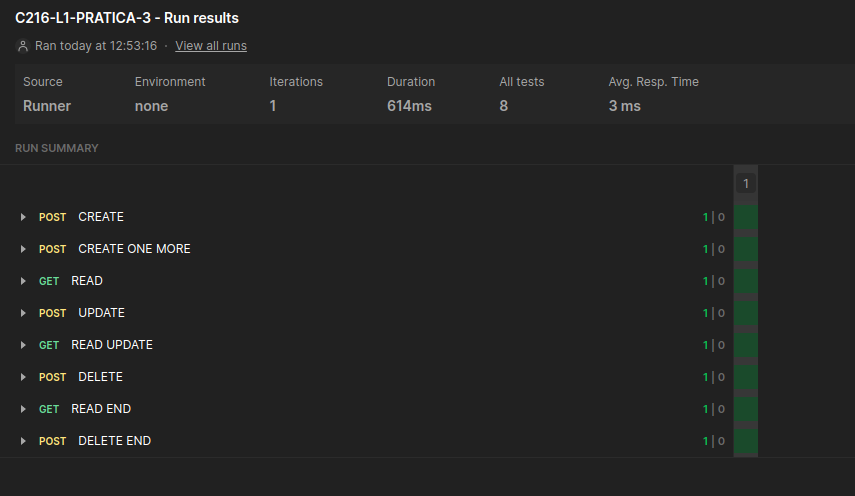 C216-L1-PRATICA-3 - Run results
Ran today at 12:53:16 · View all runs
Source Environment Iterations Duration All tests Avg. Resp. Time
Runner none 1 614ms 8 3 ms
RUN SUMMARY
1
POST CREATE 1 | 0
POST CREATE ONE MORE 1 | 0
GET READ 1 | 0
POST UPDATE 1 | 0
GET READ UPDATE 1 | 0
POST DELETE 1 | 0
GET READ END 1 | 0
POST DELETE END 1 | 0